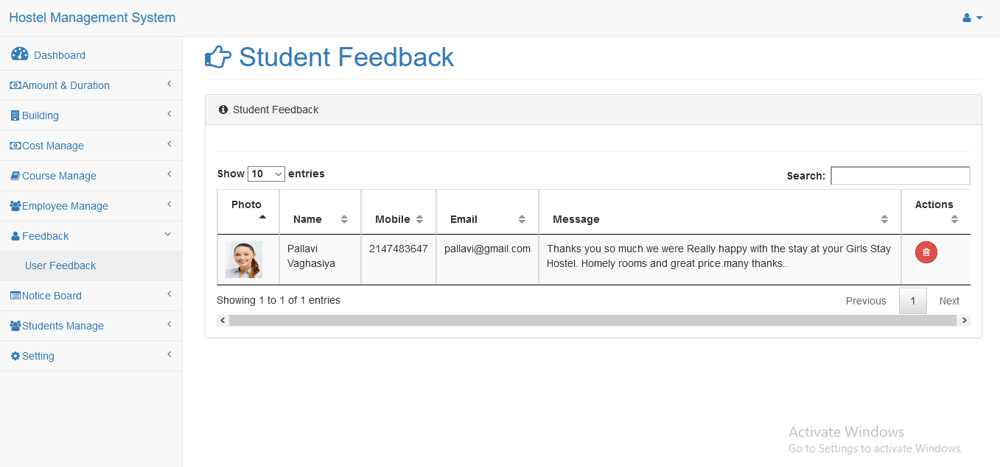 Hostel Management System
Dashboard
Amount & Duration
Building
Cost Manage
Course Manage
Employee Manage
Feedback
User Feedback
Notice Board
Students Manage
Setting
Student Feedback
Student Feedback
Show 10 entries
Search:
Photo Name Mobile Email Message Actions
Pallavi 2147483647 pallavi@gmail.com Thanks you so much.we were Really happy with the stay at your Girls Stay
Vaghasiya Hostel. Homely rooms and great price.many thanks..
Showing 1 to 1 of 1 entries
Previous 1 Next
Activate Windows
Go to Settings to activate Windows.